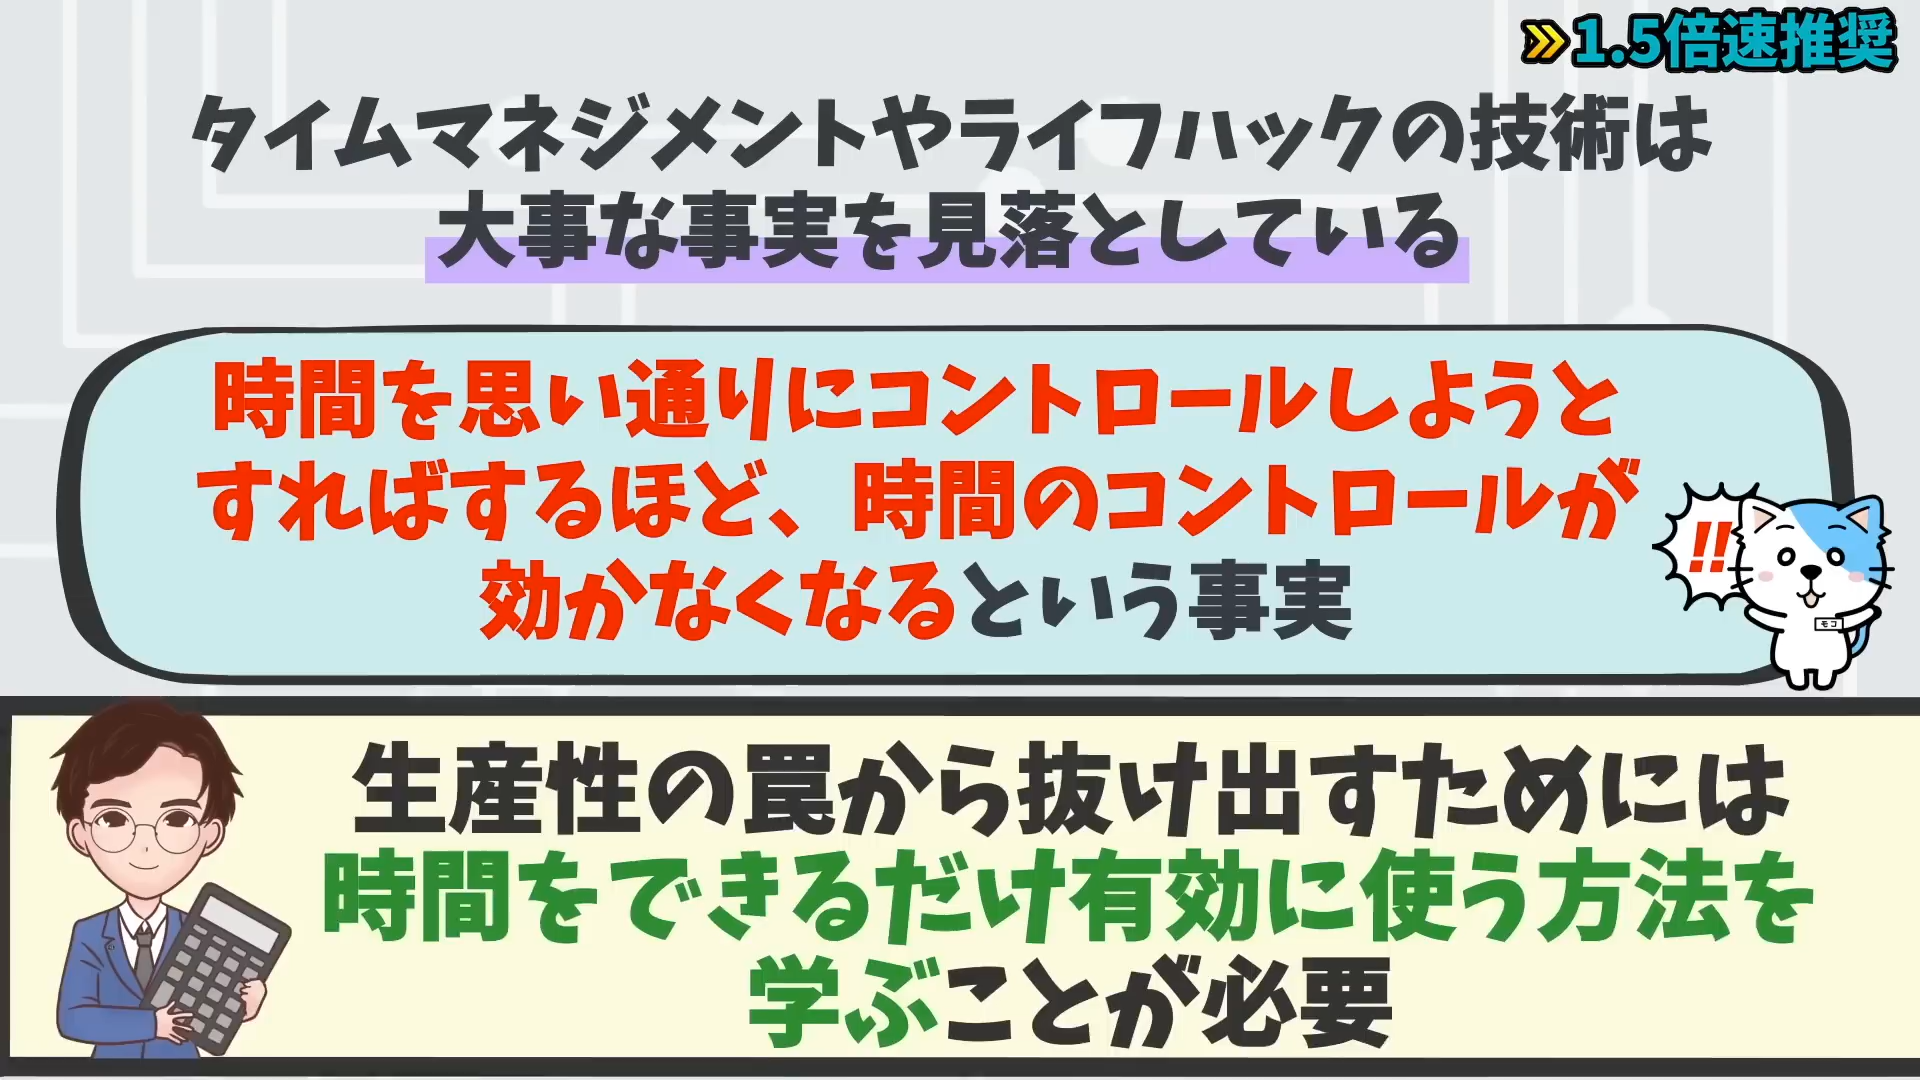 1.5倍速推奨
タイムマネジメントやライフハックの技術は
大事な事実を見落としている
時間を思い通りにコントロールしようと
すればするほど、時間のコントロールが
効かなくなるという事実
!!
モコ
生産性の罠から抜け出すためには
時間をできるだけ有効に使う方法を
学ぶことが必要